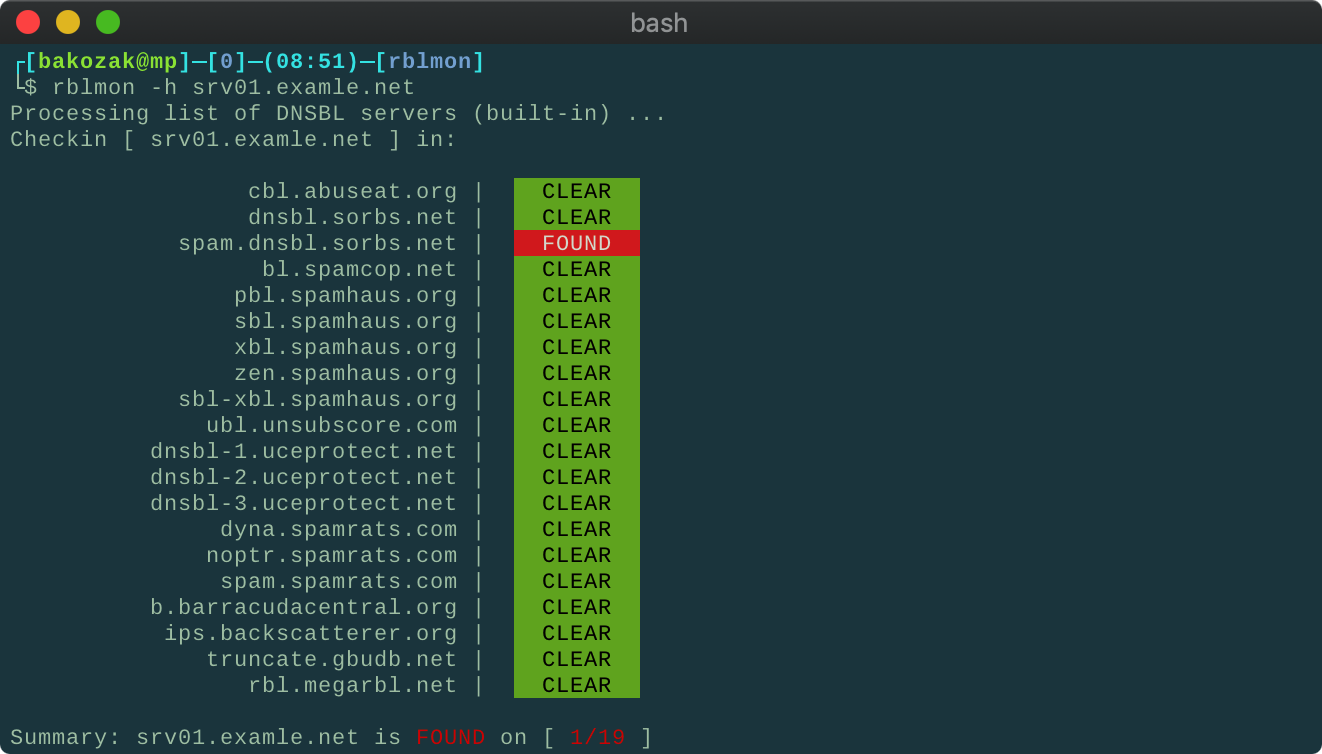 bash
┌[bakozak@mp]—[0]—(08:51)—[rblmon]
└$ rblmon -h srv01.examle.net
Processing list of DNSBL servers (built-in) ...
Checkin [ srv01.examle.net ] in:
cbl.abuseat.org | CLEAR
dnsbl.sorbs.net | CLEAR
spam.dnsbl.sorbs.net | FOUND
bl.spamcop.net | CLEAR
pbl.spamhaus.org | CLEAR
sbl.spamhaus.org | CLEAR
xbl.spamhaus.org | CLEAR
zen.spamhaus.org | CLEAR
sbl-xbl.spamhaus.org | CLEAR
ubl.unsubscore.com | CLEAR
dnsbl-1.uceprotect.net | CLEAR
dnsbl-2.uceprotect.net | CLEAR
dnsbl-3.uceprotect.net | CLEAR
dyna.spamrats.com | CLEAR
noptr.spamrats.com | CLEAR
spam.spamrats.com | CLEAR
b.barracudacentral.org | CLEAR
ips.backscatterer.org | CLEAR
truncate.gbudb.net | CLEAR
rbl.megarbl.net | CLEAR
Summary: srv01.examle.net is FOUND on [ 1/19 ]